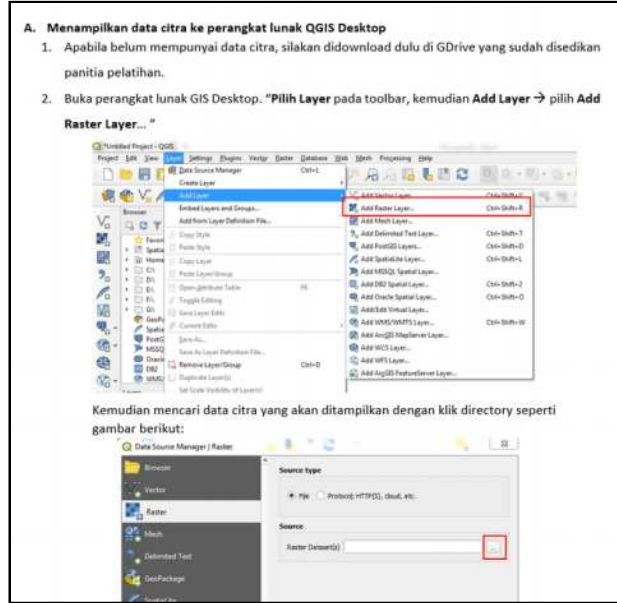 A. Menampilkan data citra ke perangkat lunak QGIS Desktop
1. Apabila belum mempunyai data citra, silakan didownload dulu di GDrive yang sudah disedikan
panitia pelatihan.
2. Buka perangkat lunak GIS Desktop. "Pilih Layer pada toolbar, kemudian Add Layer → pilih Add
Raster Layer... "
*Untitled Project - QGIS
Project Edit View Layer Settings Plugins Vector Raster Database Web Mesh Processing Help
Data Source Manager Ctrl+L
Create Layer
Add Layer
Embed Layers and Groups...
Add from Layer Definition File...
Copy Style
Paste Style
Copy Layer
Paste Layer/Group
Open Attribute Table F6
Toggle Editing
Save Layer Edits
Current Edits
Save As...
Save As Layer Definition File...
Remove Layer/Group Ctrl+D
Duplicate Layer(s)
Set Scale Visibility of Layer(s)
Add Vector Layer... Ctrl+Shift+V
Add Raster Layer... Ctrl+Shift+R
Add Mesh Layer...
Add Delimited Text Layer... Ctrl+Shift+T
Add PostGIS Layers... Ctrl+Shift+D
Add SpatiaLite Layer... Ctrl+Shift+L
Add MSSQL Spatial Layer...
Add DB2 Spatial Layer... Ctrl+Shift+2
Add Oracle Spatial Layer... Ctrl+Shift+O
Add/Edit Virtual Layer...
Add WMS/WMTS Layer... Ctrl+Shift+W
Add ArcGIS MapServer Layer...
Add WCS Layer...
Add WFS Layer...
Add ArcGIS FeatureServer Layer...
Browser
Favori
Spatia
Home
C:\
D:\
E:\
F:\
G:\
GeoPa
Spatia
PostG
MSSQ
Oracle
DB2
WMS/
Kemudian mencari data citra yang akan ditampilkan dengan klik directory seperti
gambar berikut:
Data Source Manager | Raster
Browser
Vector
Raster
Mesh
Delimited Text
GeoPackage
SpatiaLite
Source type
File Protocol: HTTP(S), cloud, etc.
Source
Raster Dataset(s)